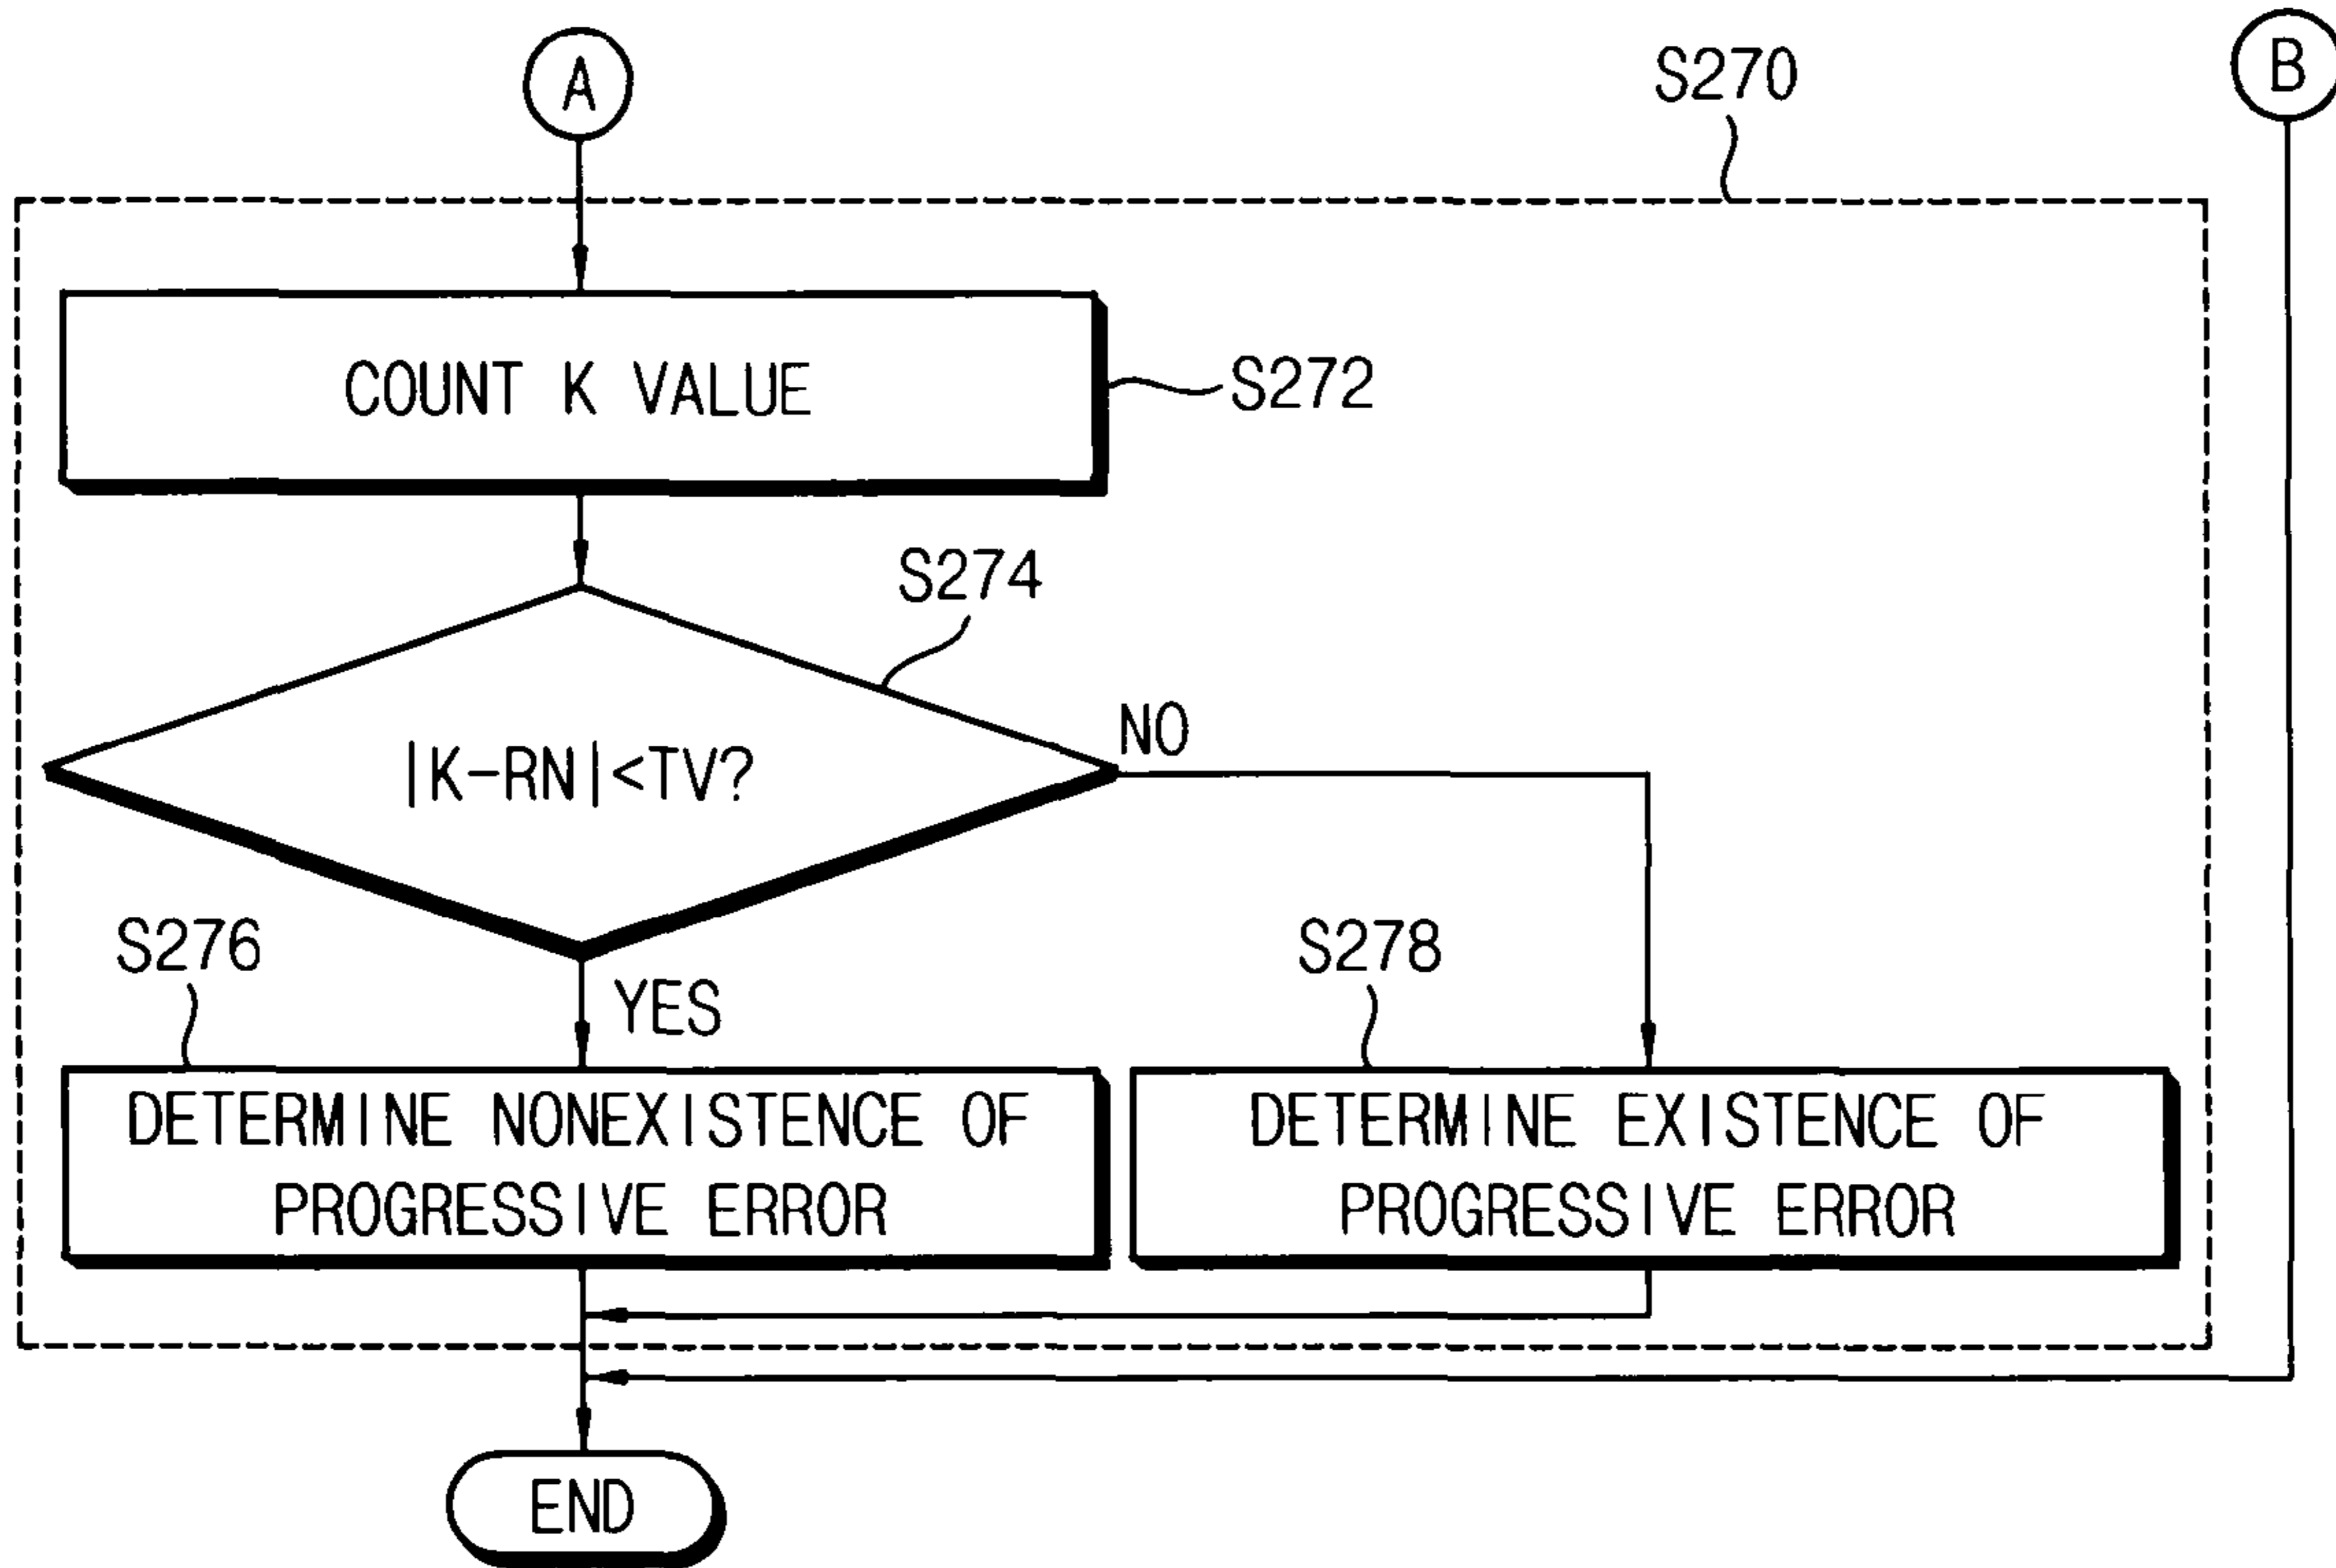 A
S270
B
COUNT K VALUE
S272
S274
|K-RN|<TV?
NO
S276
YES
S278
DETERMINE NONEXISTENCE OF
PROGRESSIVE ERROR
DETERMINE EXISTENCE OF
PROGRESSIVE ERROR
END